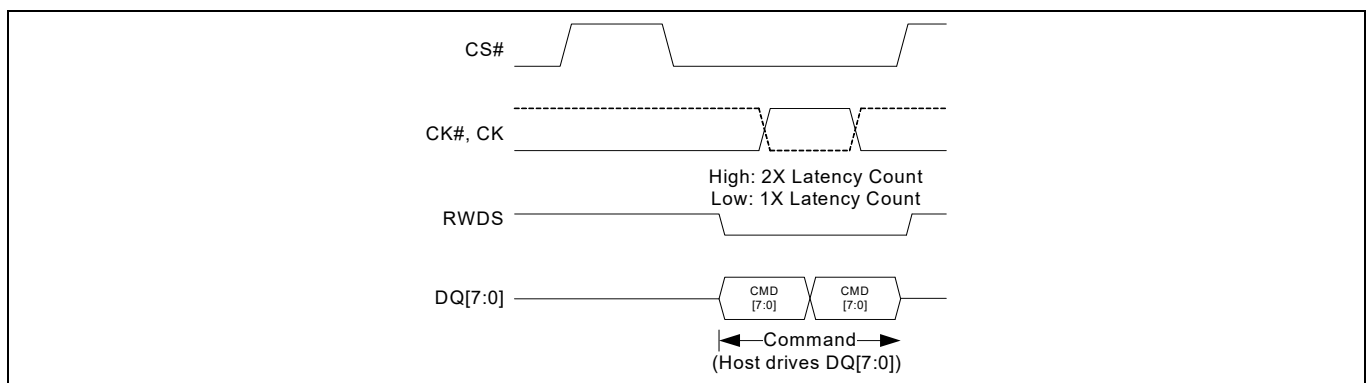 CS#
CK#, CK
High: 2X Latency Count
Low: 1X Latency Count
RWDS
DQ[7:0]
CMD
[7:0]
CMD
[7:0]
Command
(Host drives DQ[7:0])